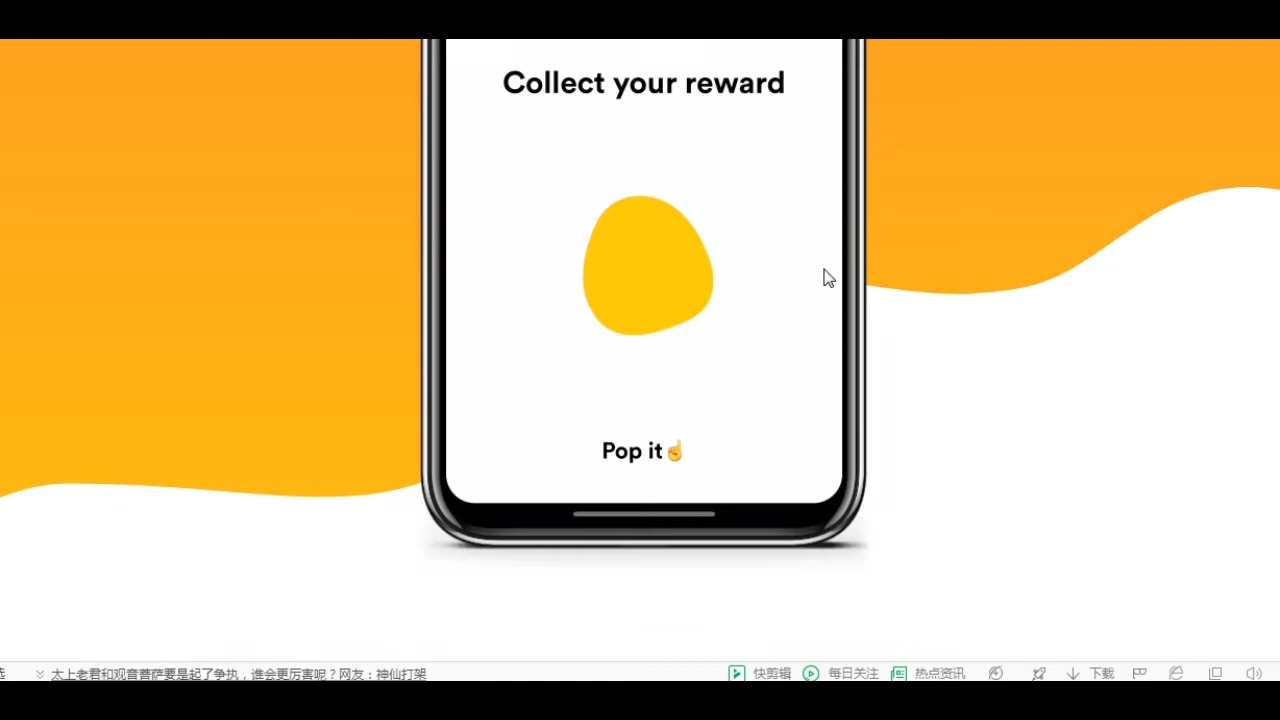 Collect your reward
Pop it☝
太上老君和观音菩萨要是起了争执，谁会更厉害呢？网友：神仙打架
快剪辑
每日关注
热点资讯
下载